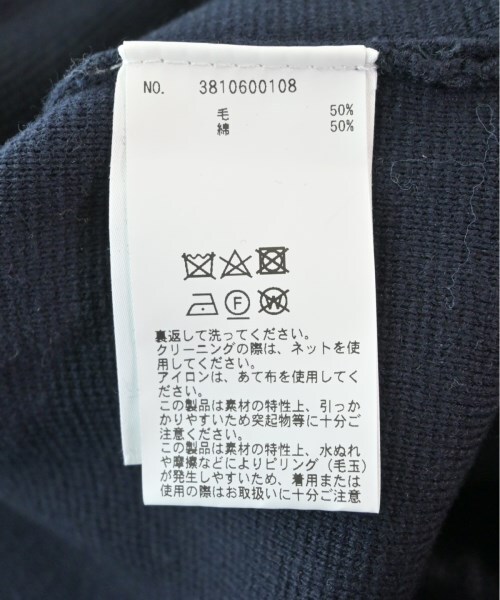 NO. 3810600108
毛 50%
綿 50%
F W
裏返して洗ってください。
クリーニングの際は、ネットを使
用してください。
アイロンは、あて布を使用してく
ださい。
この製品は素材の特性上、引っか
かりやすいため突起物等に十分ご
注意ください。
この製品は素材の特性上、水ぬれ
や摩擦などによりピリング(毛玉)
が発生しやすいため、着用または
使用の際はお取扱いに十分ご注意